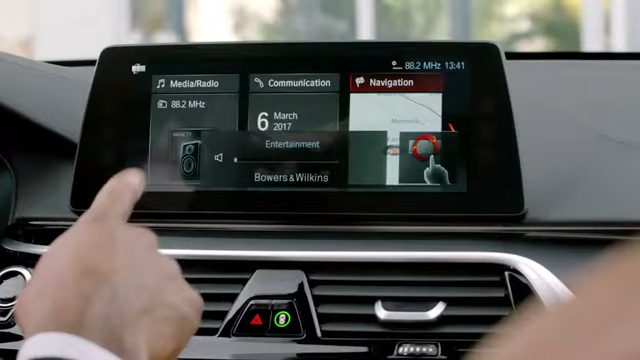 88.2 MHz 13:41
Media/Radio
Communication
Navigation
88.2 MHz
6 March
2017
Entertainment
Bowers & Wilkins